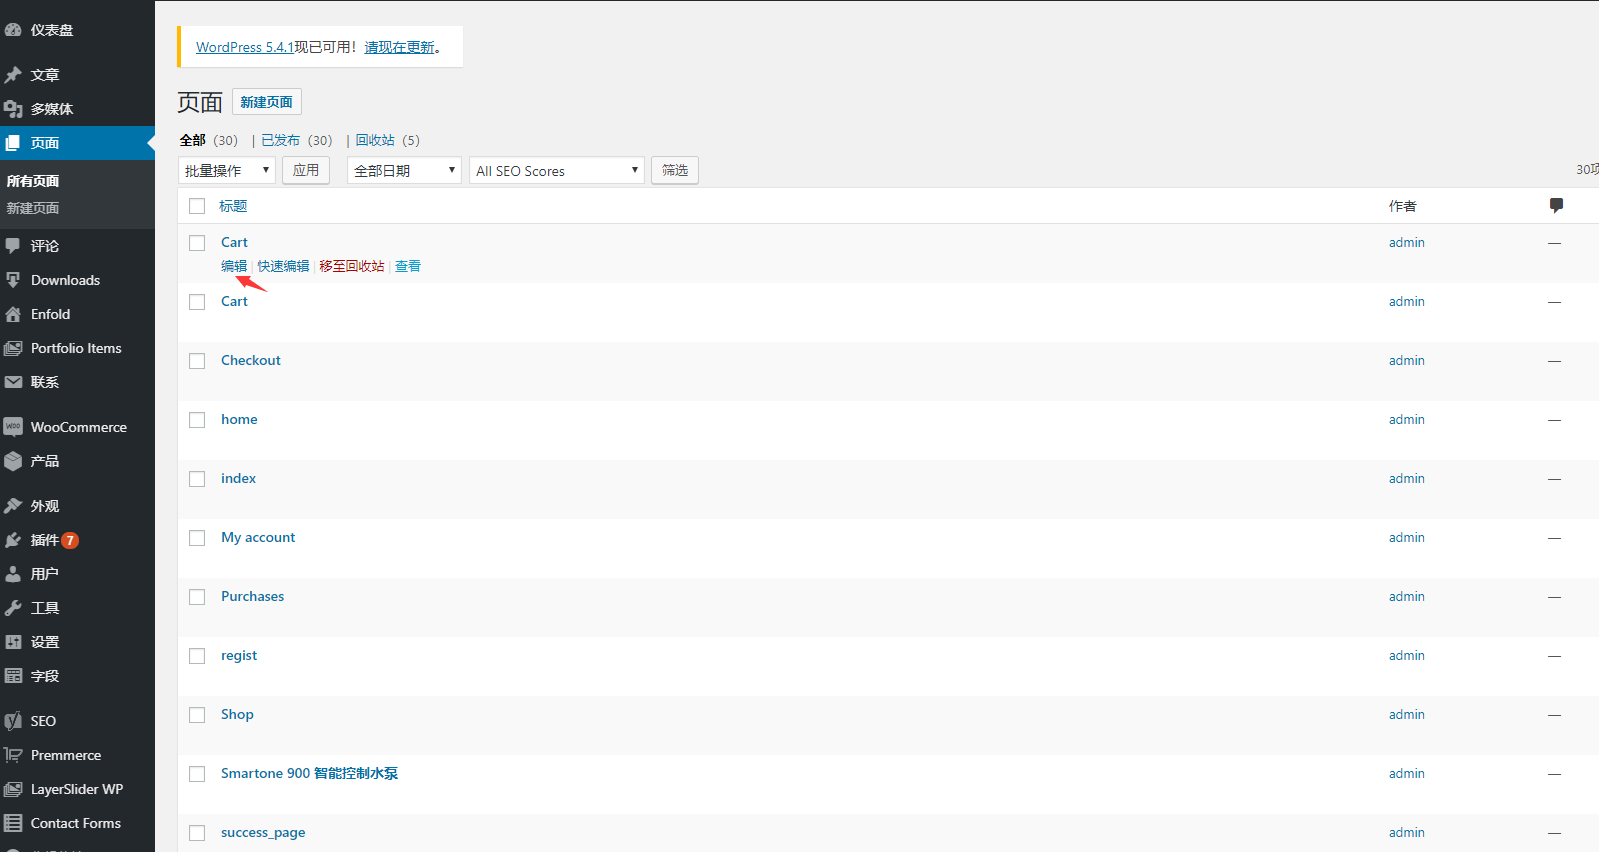 仪表盘
文章
多媒体
页面
所有页面
新建页面
评论
Downloads
Enfold
Portfolio Items
联系
WooCommerce
产品
外观
插件 7
用户
工具
设置
字段
SEO
Premmerce
LayerSlider WP
Contact Forms
WordPress 5.4.1现已可用！请现在更新。
页面 新建页面
全部 (30) | 已发布 (30) | 回收站 (5)
批量操作 应用 全部日期 All SEO Scores 筛选 30项
标题 作者
Cart admin —
编辑 | 快速编辑 | 移至回收站 | 查看
Cart admin —
Checkout admin —
home admin —
index admin —
My account admin —
Purchases admin —
regist admin —
Shop admin —
Smartone 900 智能控制水泵 admin —
success_page admin —